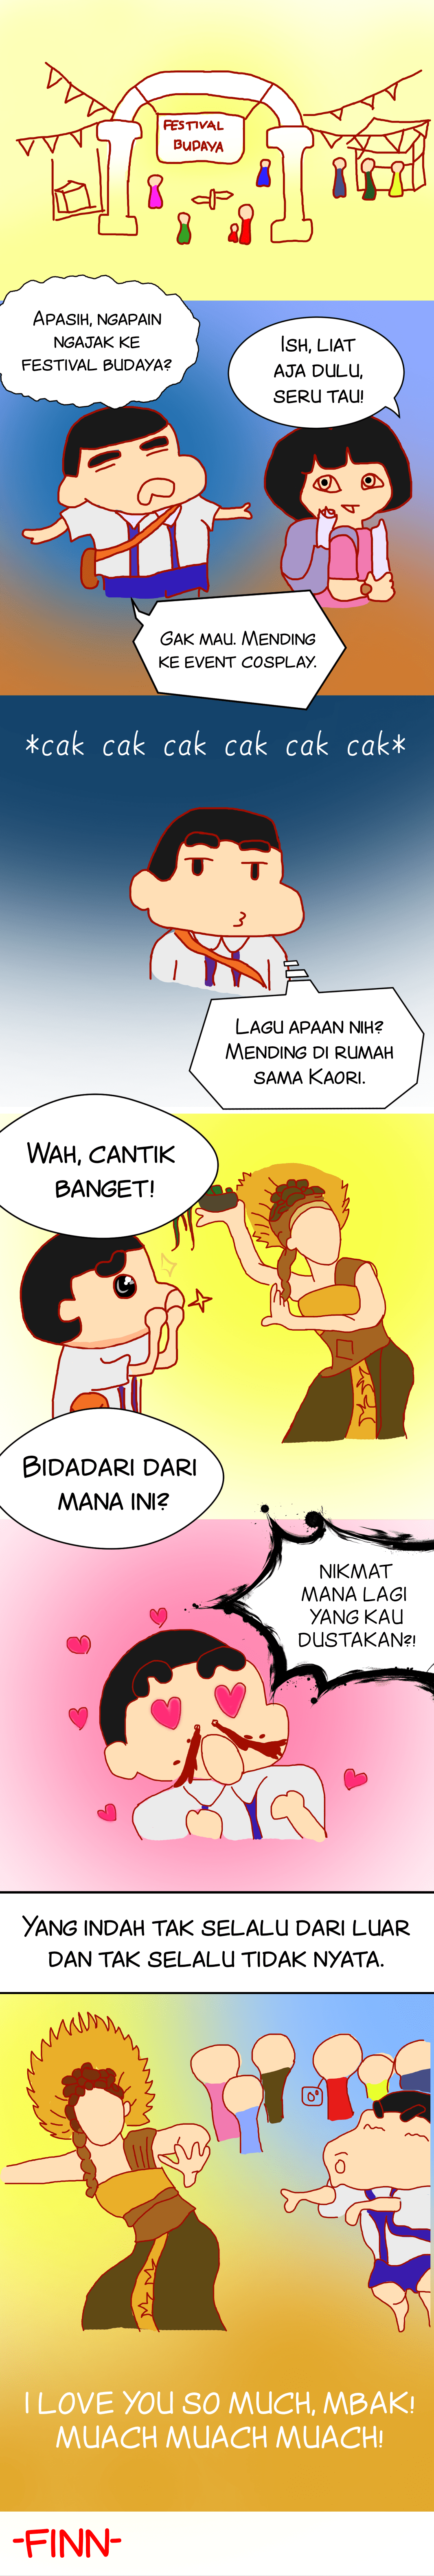 FESTIVAL
BUDAYA
APASIH, NGAPAIN
NGAJAK KE
FESTIVAL BUDAYA?
ISH, LIAT
AJA DULU,
SERU TAU!
GAK MAU. MENDING
KE EVENT COSPLAY.
*cak cak cak cak cak cak*
LAGU APAAN NIH?
MENDING DI RUMAH
SAMA KAORI.
WAH, CANTIK
BANGET!
BIDADARI DARI
MANA INI?
NIKMAT
MANA LAGI
YANG KAU
DUSTAKAN?!
YANG INDAH TAK SELALU DARI LUAR
DAN TAK SELALU TIDAK NYATA.
I LOVE YOU SO MUCH, MBAK!
MUACH MUACH MUACH!
-FINN-